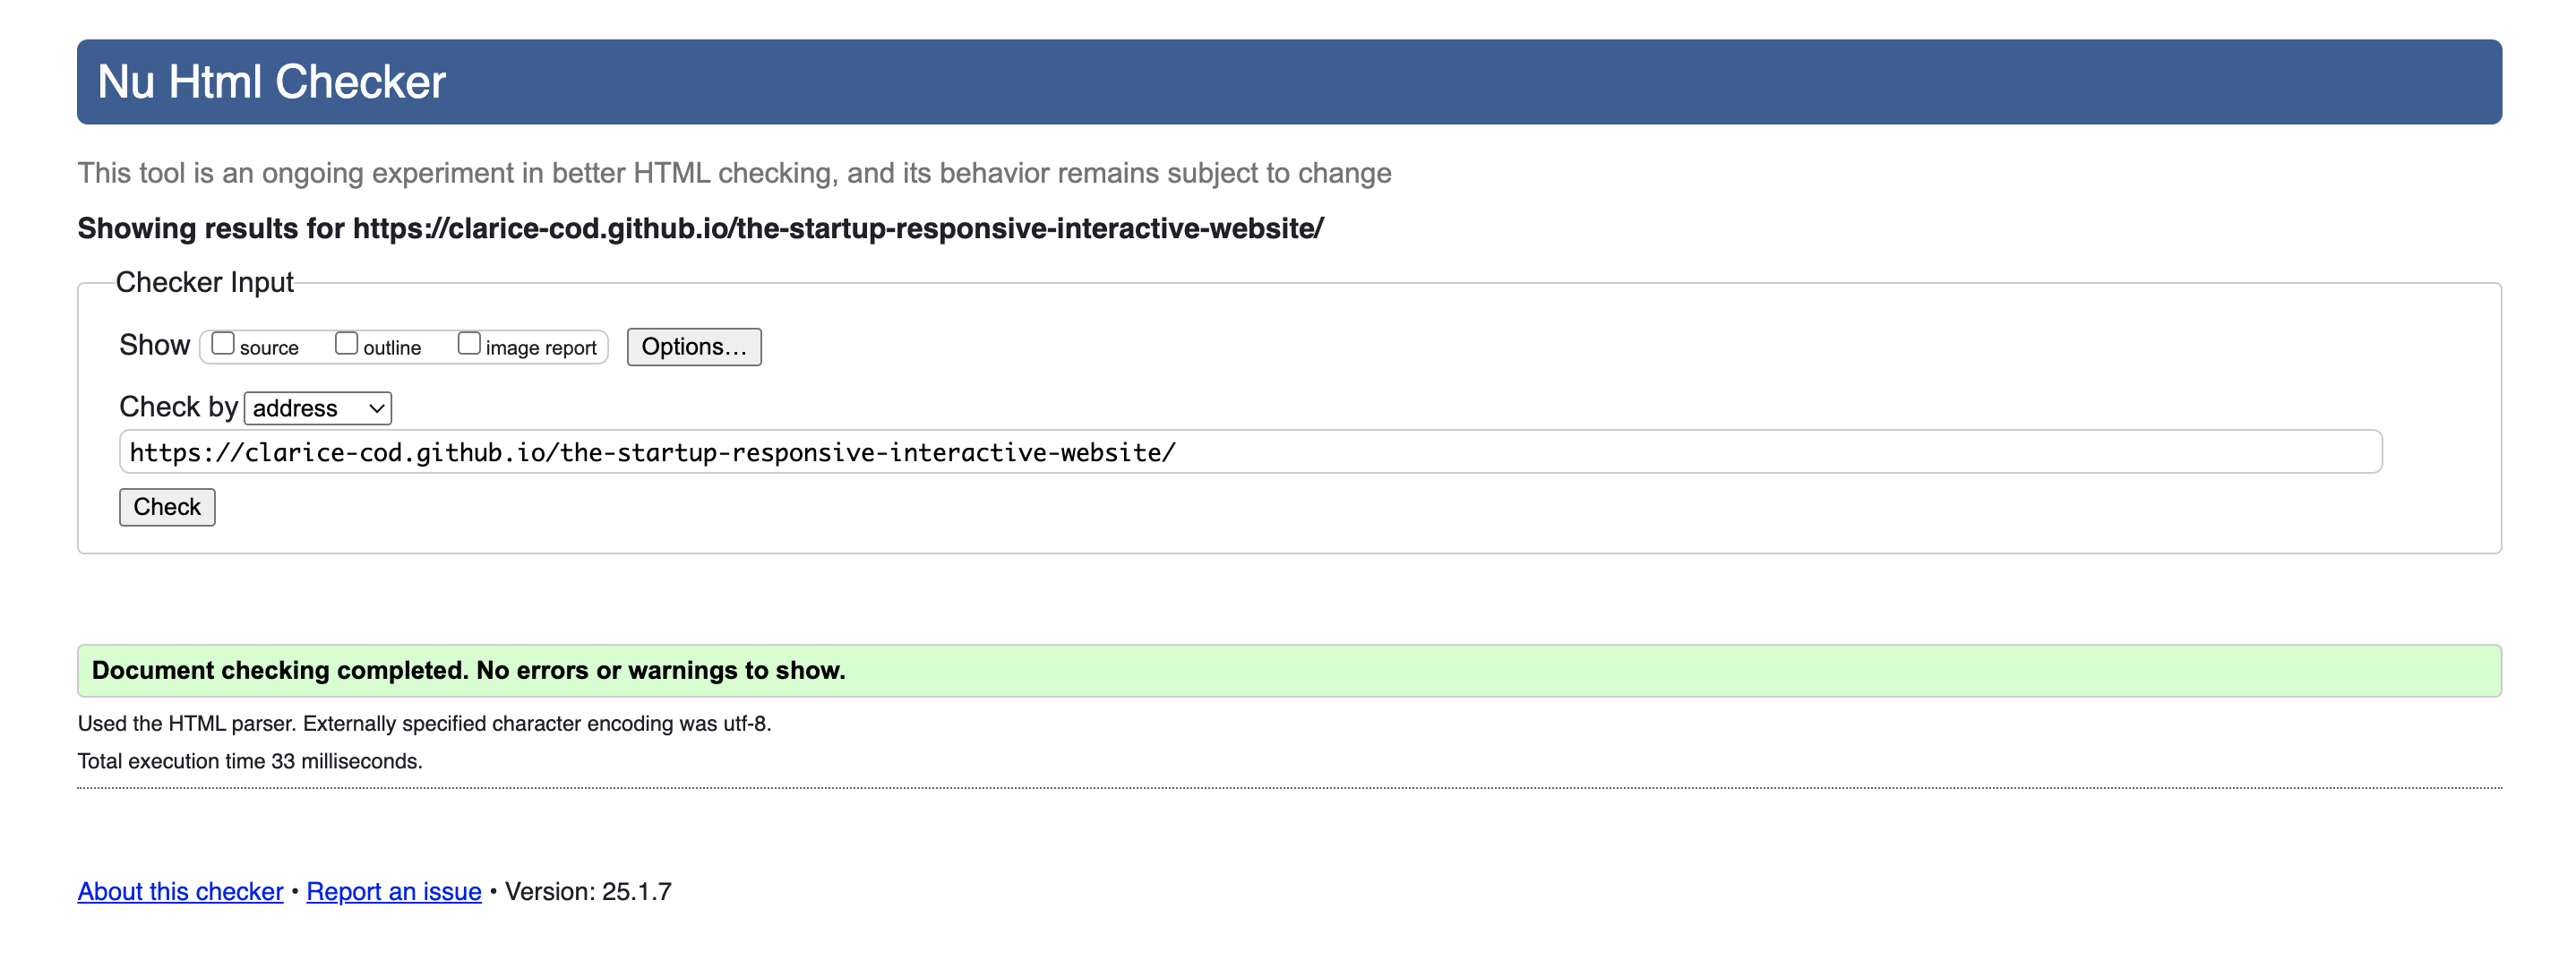 Nu Html Checker
This tool is an ongoing experiment in better HTML checking, and its behavior remains subject to change
Showing results for https://clarice-cod.github.io/the-startup-responsive-interactive-website/
Checker Input
Show source outline image report Options...
Check by address
https://clarice-cod.github.io/the-startup-responsive-interactive-website/
Check
Document checking completed. No errors or warnings to show.
Used the HTML parser. Externally specified character encoding was utf-8.
Total execution time 33 milliseconds.
About this checker • Report an issue • Version: 25.1.7